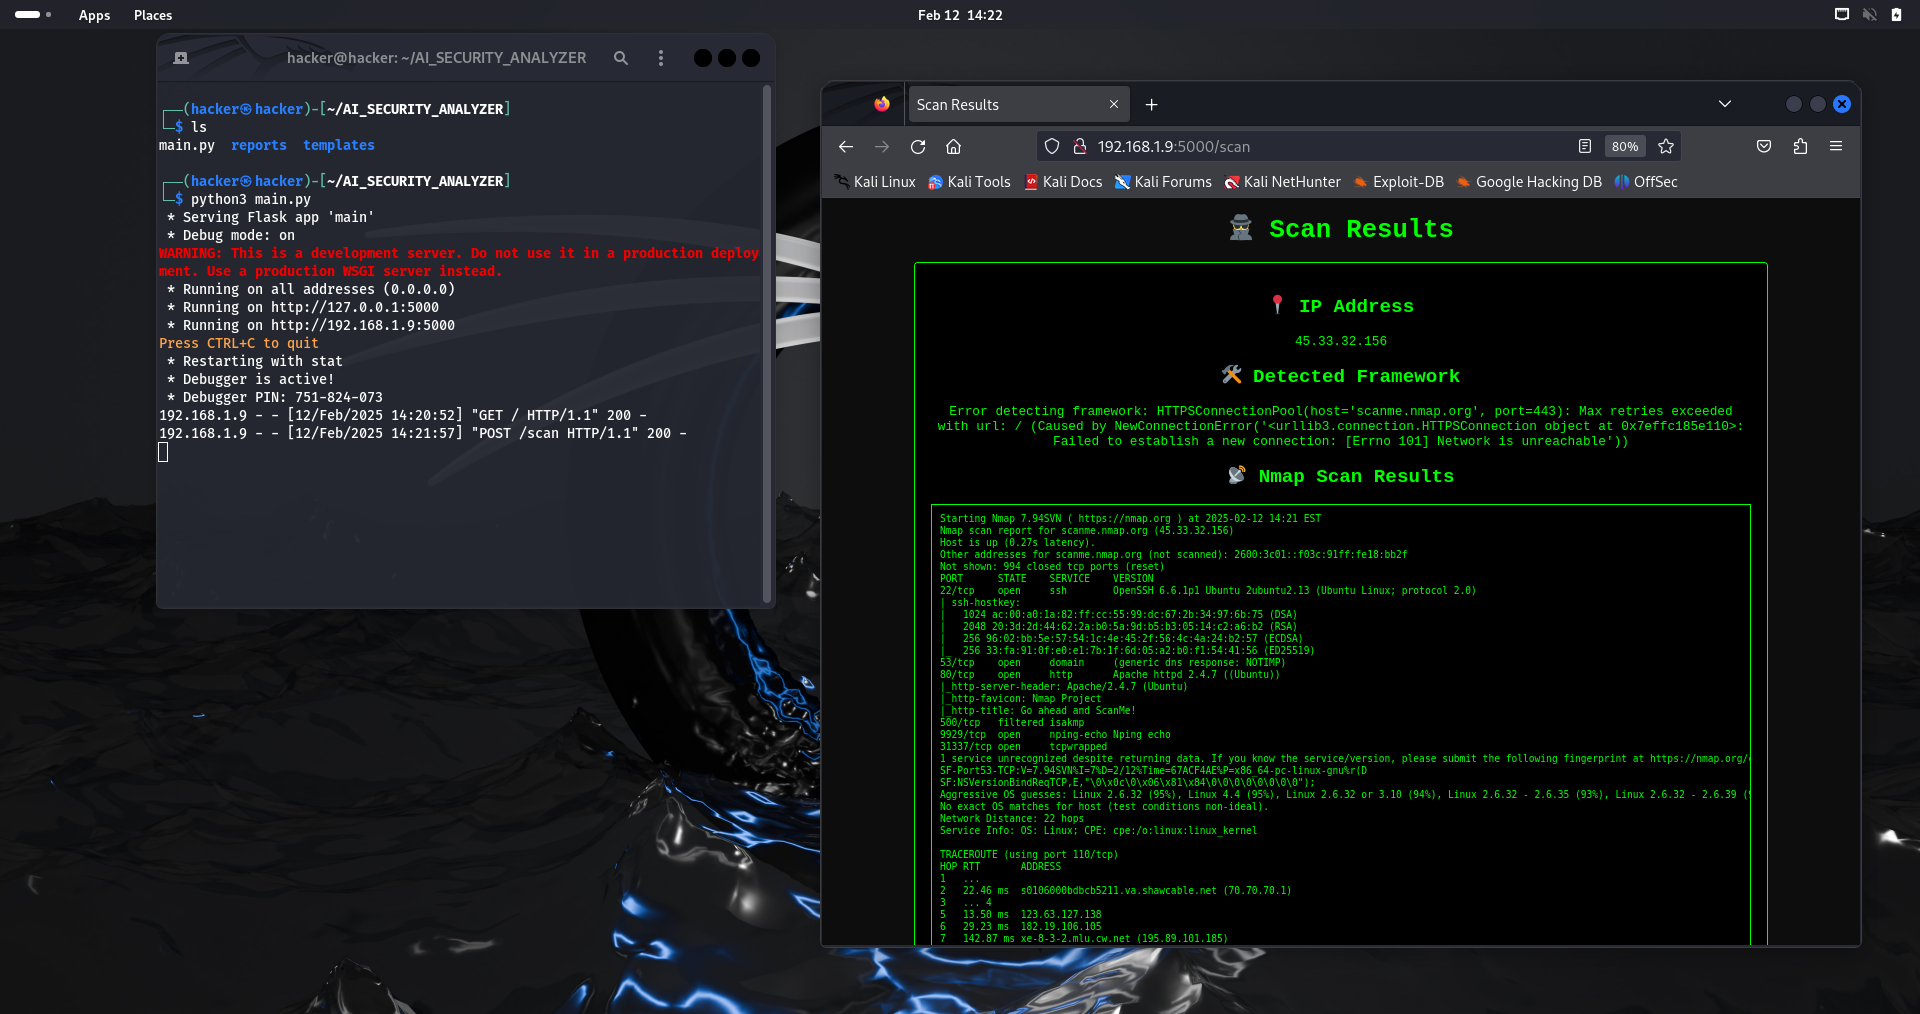 Apps Places Feb 12 14:22
hacker@hacker: ~/AI_SECURITY_ANALYZER
┌──(hacker㉿hacker)-[~/AI_SECURITY_ANALYZER]
└─$ ls
main.py reports templates
┌──(hacker㉿hacker)-[~/AI_SECURITY_ANALYZER]
└─$ python3 main.py
* Serving Flask app 'main'
* Debug mode: on
WARNING: This is a development server. Do not use it in a production deploy
ment. Use a production WSGI server instead.
* Running on all addresses (0.0.0.0)
* Running on http://127.0.0.1:5000
* Running on http://192.168.1.9:5000
Press CTRL+C to quit
* Restarting with stat
* Debugger is active!
* Debugger PIN: 751-824-073
192.168.1.9 - - [12/Feb/2025 14:20:52] "GET / HTTP/1.1" 200 -
192.168.1.9 - - [12/Feb/2025 14:21:57] "POST /scan HTTP/1.1" 200 -
Scan Results
192.168.1.9:5000/scan 80%
Kali Linux Kali Tools Kali Docs Kali Forums Kali NetHunter Exploit-DB Google Hacking DB OffSec
Scan Results
IP Address
45.33.32.156
Detected Framework
Error detecting framework: HTTPSConnectionPool(host='scanme.nmap.org', port=443): Max retries exceeded
with url: / (Caused by NewConnectionError('<urllib3.connection.HTTPSConnection object at 0x7effc185e110>:
Failed to establish a new connection: [Errno 101] Network is unreachable'))
Nmap Scan Results
Starting Nmap 7.94SVN ( https://nmap.org ) at 2025-02-12 14:21 EST
Nmap scan report for scanme.nmap.org (45.33.32.156)
Host is up (0.27s latency).
Other addresses for scanme.nmap.org (not scanned): 2600:3c01::f03c:91ff:fe18:bb2f
Not shown: 994 closed tcp ports (reset)
PORT STATE SERVICE VERSION
22/tcp open ssh OpenSSH 6.6.1p1 Ubuntu 2ubuntu2.13 (Ubuntu Linux; protocol 2.0)
| ssh-hostkey:
| 1024 ac:00:a0:1a:82:ff:cc:55:99:dc:67:2b:34:97:6b:75 (DSA)
| 2048 20:3d:2d:44:62:2a:b0:5a:9d:b5:b3:05:14:c2:a6:b2 (RSA)
| 256 96:02:bb:5e:57:54:1c:4e:45:2f:56:4c:4a:24:b2:57 (ECDSA)
|_ 256 33:fa:91:0f:e0:e1:7b:1f:6d:05:a2:b0:f1:54:41:56 (ED25519)
53/tcp open domain (generic dns response: NOTIMP)
80/tcp open http Apache httpd 2.4.7 ((Ubuntu))
|_http-server-header: Apache/2.4.7 (Ubuntu)
|_http-favicon: Nmap Project
|_http-title: Go ahead and ScanMe!
500/tcp filtered isakmp
9929/tcp open nping-echo Nping echo
31337/tcp open tcpwrapped
1 service unrecognized despite returning data. If you know the service/version, please submit the following fingerprint at https://nmap.org/
SF-Port53-TCP:V=7.94SVN%I=7%D=2/12%Time=67ACF4AE%P=x86_64-pc-linux-gnu%r(D
SF:NSVersionBindReqTCP,E,"\0\x0c\0\x06\x81\x84\0\0\0\0\0\0\0\0");
Aggressive OS guesses: Linux 2.6.32 (95%), Linux 4.4 (95%), Linux 2.6.32 or 3.10 (94%), Linux 2.6.32 - 2.6.35 (93%), Linux 2.6.32 - 2.6.39 (
No exact OS matches for host (test conditions non-ideal).
Network Distance: 22 hops
Service Info: OS: Linux; CPE: cpe:/o:linux:linux_kernel
TRACEROUTE (using port 110/tcp)
HOP RTT ADDRESS
1 ...
2 22.46 ms s0106000bdbcb5211.va.shawcable.net (70.70.70.1)
3 ... 4
5 13.50 ms 123.63.127.138
6 29.23 ms 182.19.106.105
7 142.87 ms xe-8-3-2.mlu.cw.net (195.89.101.185)